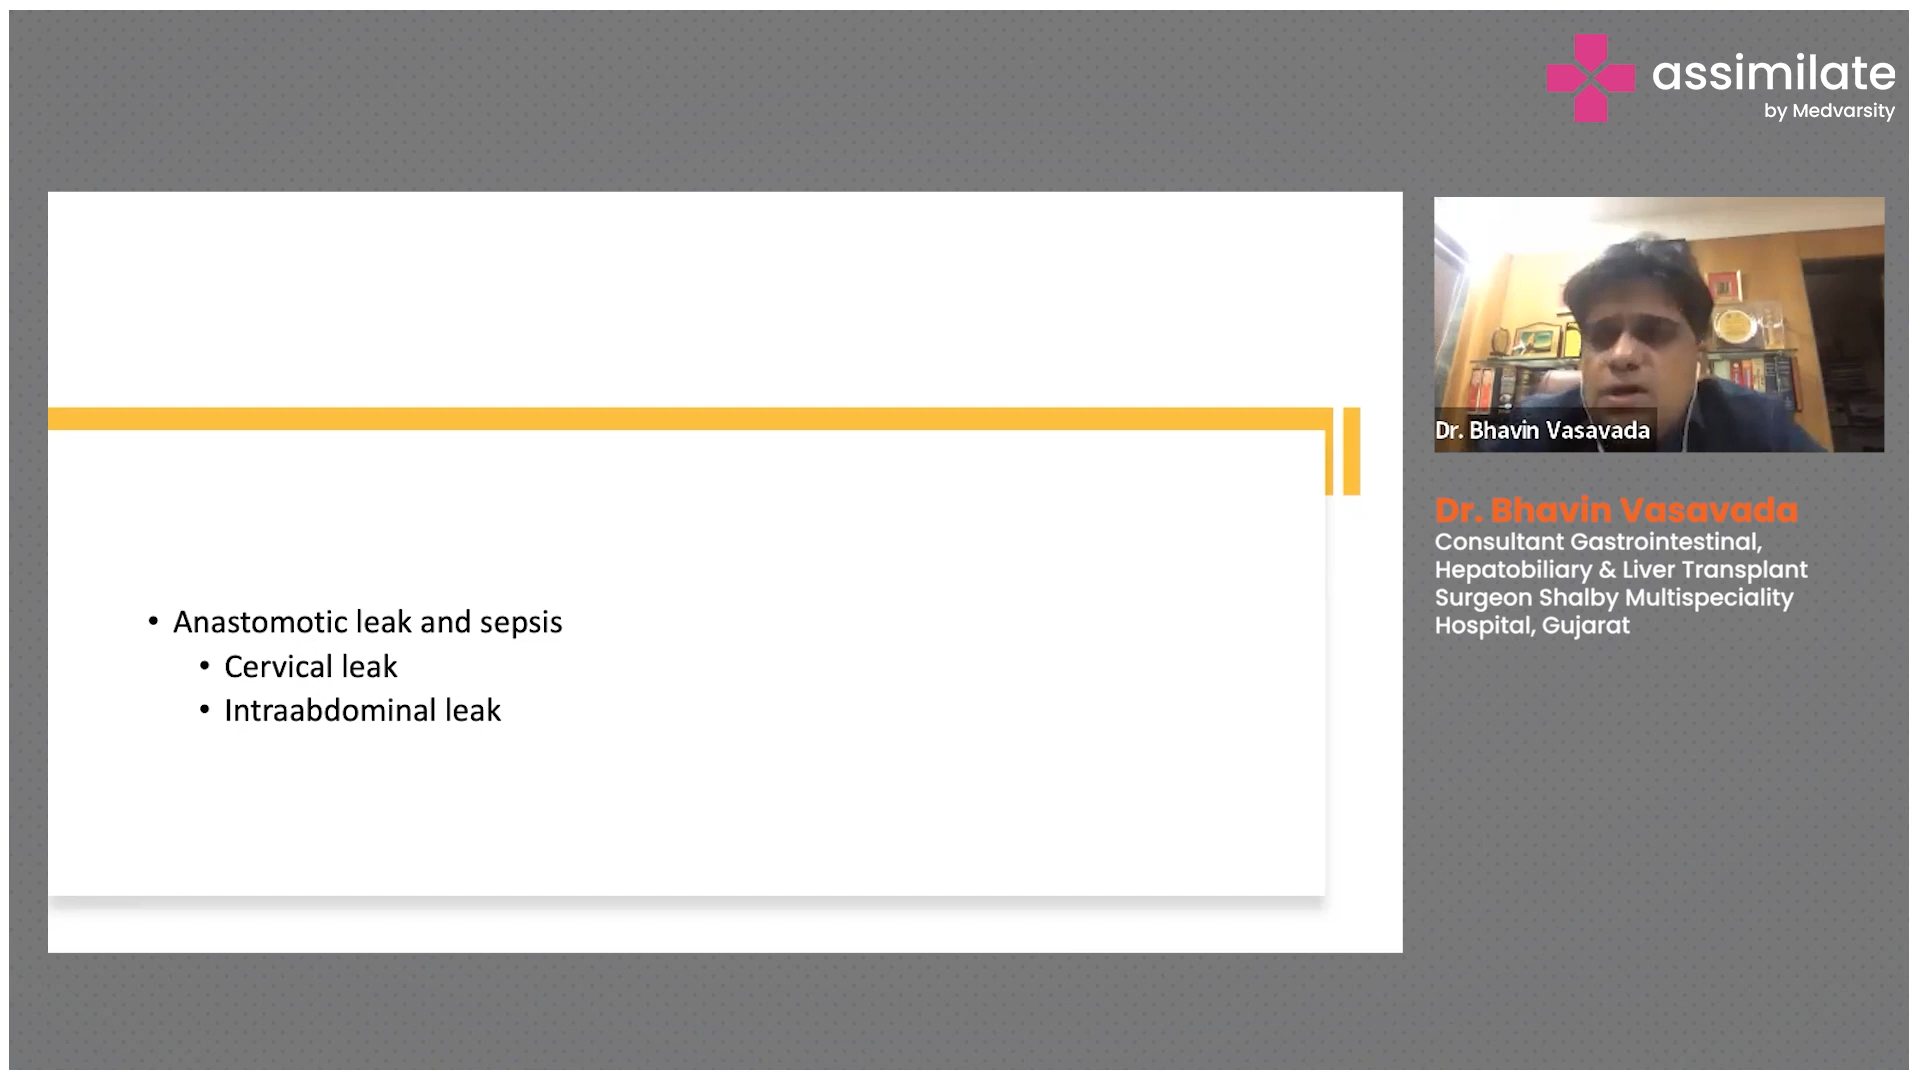 assimilate
by Medvarsity
• Anastomotic leak and sepsis
• Cervical leak
• Intraabdominal leak
Dr. Bhavin Vasavada
Dr. Bhavin Vasavada
Consultant Gastrointestinal,
Hepatobiliary & Liver Transplant
Surgeon Shalby Multispeciality
Hospital, Gujarat